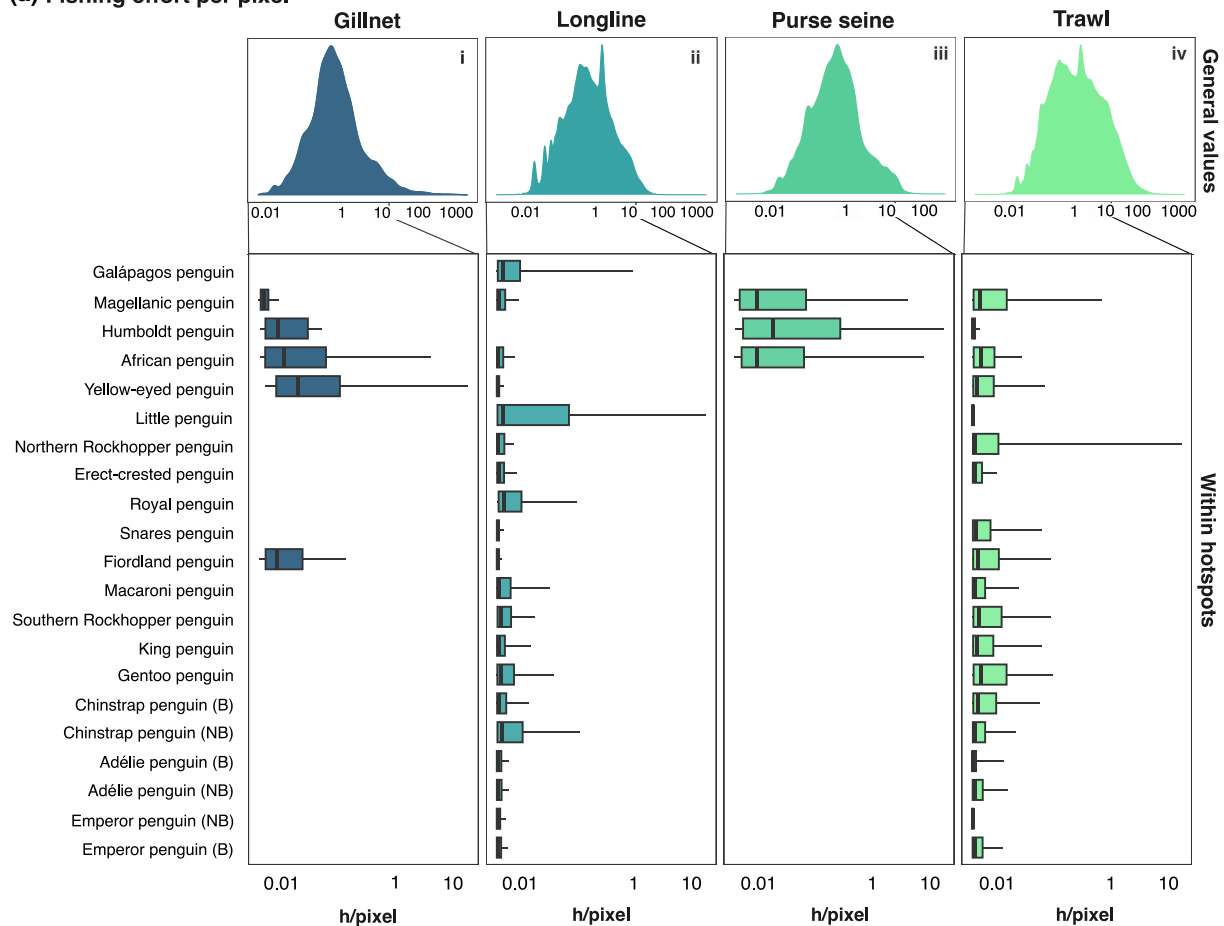 (a) Fishing effort per pixel
Gillnet Longline Purse seine Trawl
i ii iii iv
General values
0.01 1 10 100 1000 0.01 1 10 100 1000 0.01 1 10 100 0.01 1 10 100 1000
Galápagos penguin
Magellanic penguin
Humboldt penguin
African penguin
Yellow-eyed penguin
Little penguin
Northern Rockhopper penguin
Erect-crested penguin
Royal penguin
Snares penguin
Fiordland penguin
Macaroni penguin
Southern Rockhopper penguin
King penguin
Gentoo penguin
Chinstrap penguin (B)
Chinstrap penguin (NB)
Adélie penguin (B)
Adélie penguin (NB)
Emperor penguin (NB)
Emperor penguin (B)
Within hotspots
0.01 1 10 0.01 1 10 0.01 1 10 0.01 1 10
h/pixel h/pixel h/pixel h/pixel